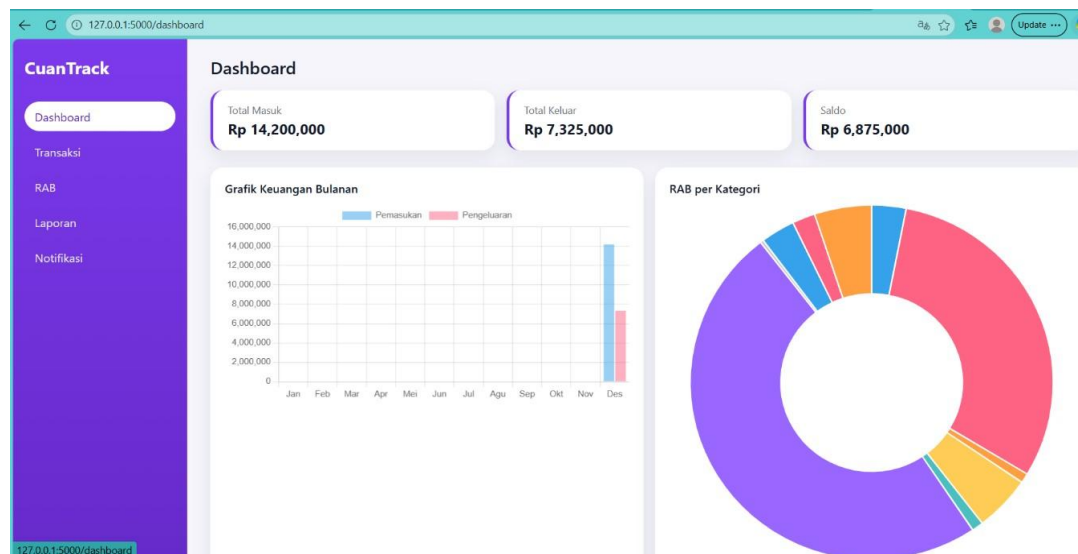 127.0.0.1:5000/dashboard
Update
CuanTrack
Dashboard
Transaksi
RAB
Laporan
Notifikasi
Dashboard
Total Masuk
Rp 14,200,000
Total Keluar
Rp 7,325,000
Saldo
Rp 6,875,000
Grafik Keuangan Bulanan
Pemasukan Pengeluaran
16,000,000
14,000,000
12,000,000
10,000,000
8,000,000
6,000,000
4,000,000
2,000,000
0
Jan Feb Mar Apr Mei Jun Jul Agu Sep Okt Nov Des
RAB per Kategori
127.0.0.1:5000/dashboard